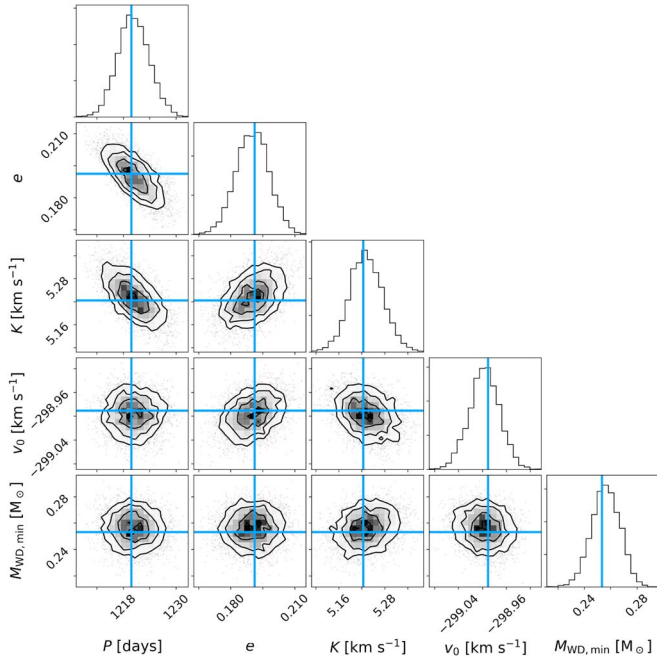 0.210
0.180
e
5.28
5.16
K [km s⁻¹]
−298.96
−299.04
v₀ [km s⁻¹]
0.28
0.24
M_WD,min [M⊙]
1218 1230 0.180 0.210 5.16 5.28 −299.04 −298.96 0.24 0.28
P [days] e K [km s⁻¹] v₀ [km s⁻¹] M_WD,min [M⊙]